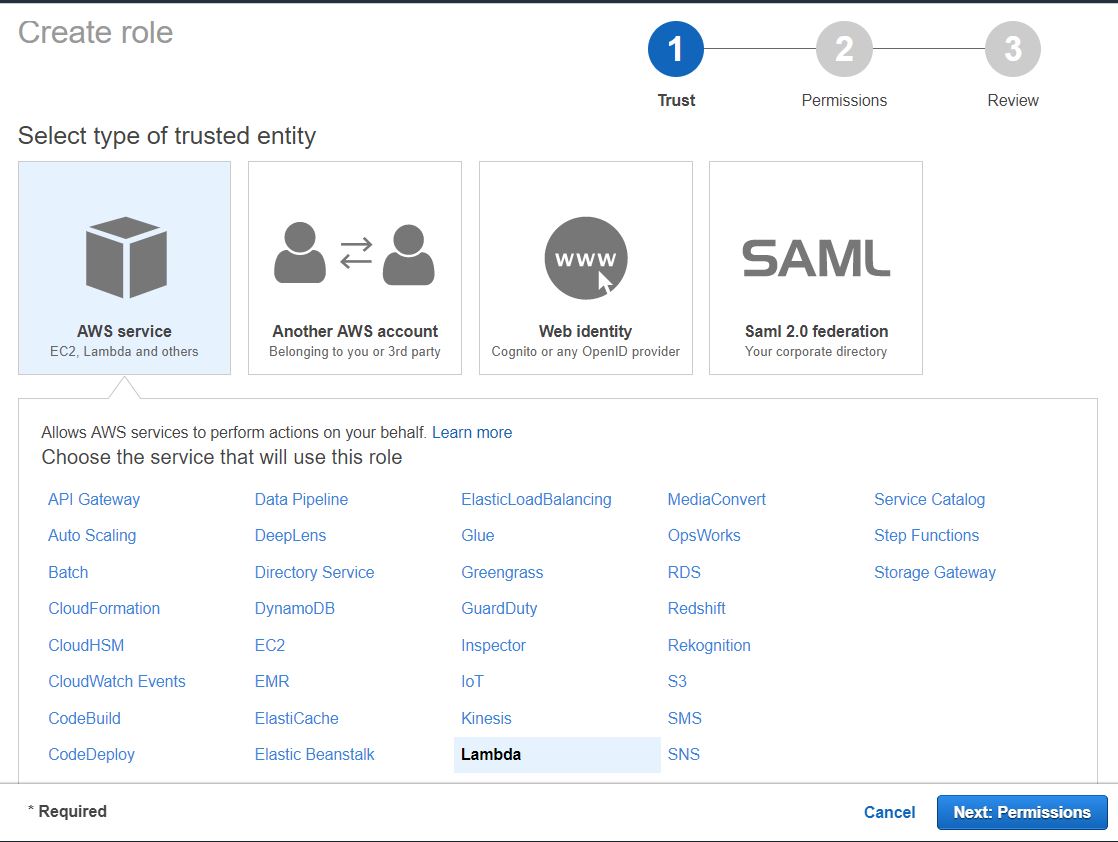 Create role
1 2 3
Trust Permissions Review
Select type of trusted entity
AWS service
EC2, Lambda and others
Another AWS account
Belonging to you or 3rd party
www
Web identity
Cognito or any OpenID provider
SAML
Saml 2.0 federation
Your corporate directory
Allows AWS services to perform actions on your behalf. Learn more
Choose the service that will use this role
API Gateway Data Pipeline ElasticLoadBalancing MediaConvert Service Catalog
Auto Scaling DeepLens Glue OpsWorks Step Functions
Batch Directory Service Greengrass RDS Storage Gateway
CloudFormation DynamoDB GuardDuty Redshift
CloudHSM EC2 Inspector Rekognition
CloudWatch Events EMR IoT S3
CodeBuild ElastiCache Kinesis SMS
CodeDeploy Elastic Beanstalk Lambda SNS
* Required Cancel Next: Permissions